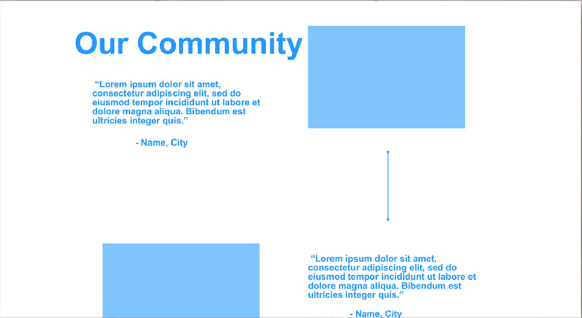 Our Community
“Lorem ipsum dolor sit amet,
consectetur adipiscing elit, sed do
eiusmod tempor incididunt ut labore et
dolore magna aliqua. Bibendum est
ultricies integer quis.”
- Name, City
“Lorem ipsum dolor sit amet,
consectetur adipiscing elit, sed do
eiusmod tempor incididunt ut labore et
dolore magna aliqua. Bibendum est
ultricies integer quis.”
- Name, City